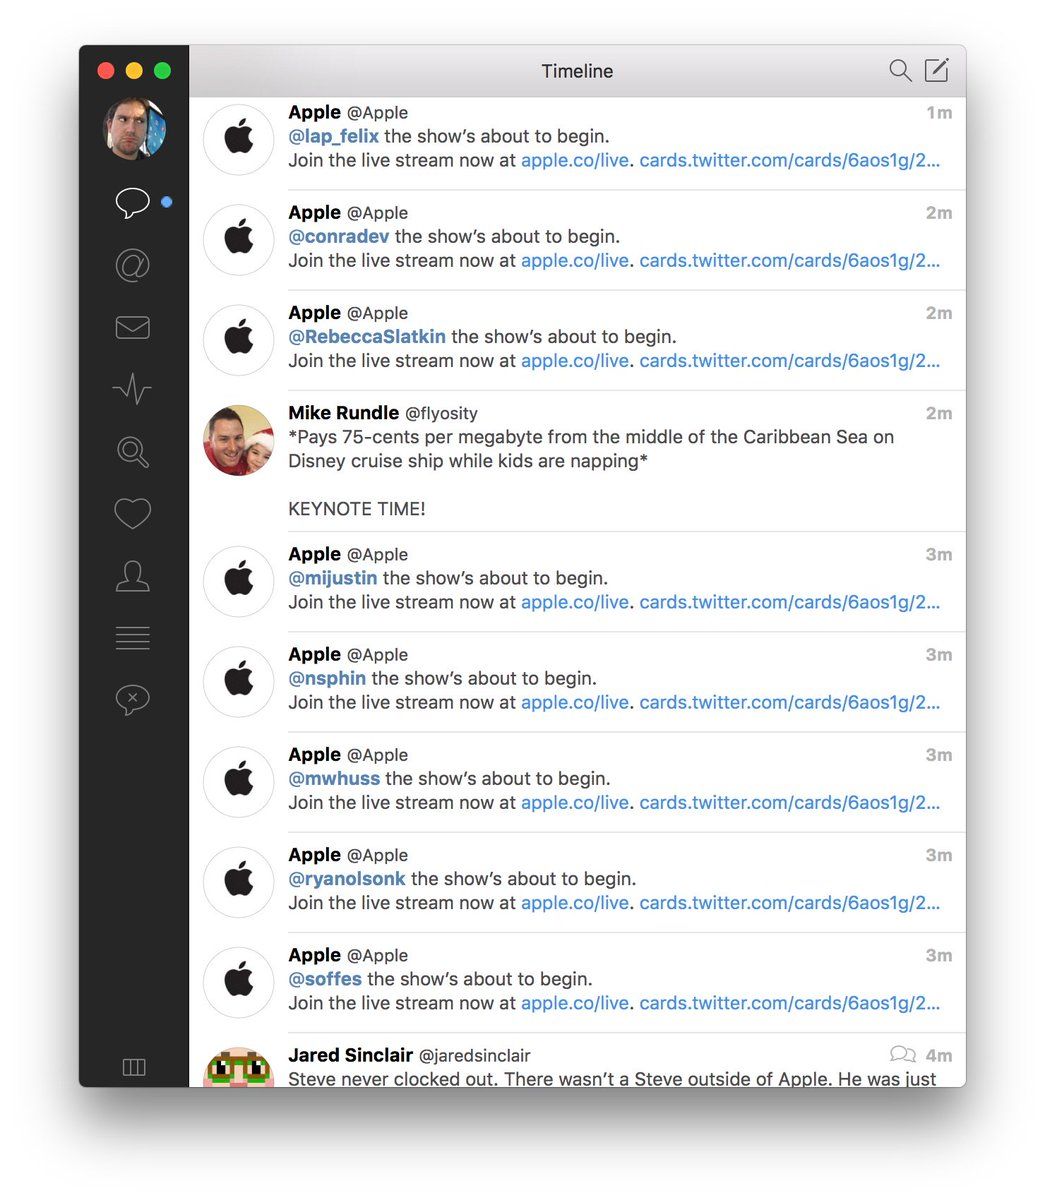 Timeline
Apple @Apple 1m
@lap_felix the show’s about to begin.
Join the live stream now at apple.co/live. cards.twitter.com/cards/6aos1g/2…
Apple @Apple 2m
@conradev the show’s about to begin.
Join the live stream now at apple.co/live. cards.twitter.com/cards/6aos1g/2…
Apple @Apple 2m
@RebeccaSlatkin the show’s about to begin.
Join the live stream now at apple.co/live. cards.twitter.com/cards/6aos1g/2…
Mike Rundle @flyosity 2m
*Pays 75-cents per megabyte from the middle of the Caribbean Sea on
Disney cruise ship while kids are napping*
KEYNOTE TIME!
Apple @Apple 3m
@mijustin the show’s about to begin.
Join the live stream now at apple.co/live. cards.twitter.com/cards/6aos1g/2…
Apple @Apple 3m
@nsphin the show’s about to begin.
Join the live stream now at apple.co/live. cards.twitter.com/cards/6aos1g/2…
Apple @Apple 3m
@mwhuss the show’s about to begin.
Join the live stream now at apple.co/live. cards.twitter.com/cards/6aos1g/2…
Apple @Apple 3m
@ryanolsonk the show’s about to begin.
Join the live stream now at apple.co/live. cards.twitter.com/cards/6aos1g/2…
Apple @Apple 3m
@soffes the show’s about to begin.
Join the live stream now at apple.co/live. cards.twitter.com/cards/6aos1g/2…
Jared Sinclair @jaredsinclair 4m
Steve never clocked out. There wasn’t a Steve outside of Apple. He was just